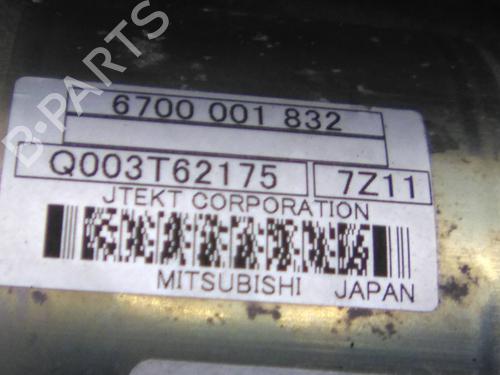 B-PARTS
6700 001 832
Q003T62175 7Z11
JTEKT CORPORATION
MITSUBISHI JAPAN